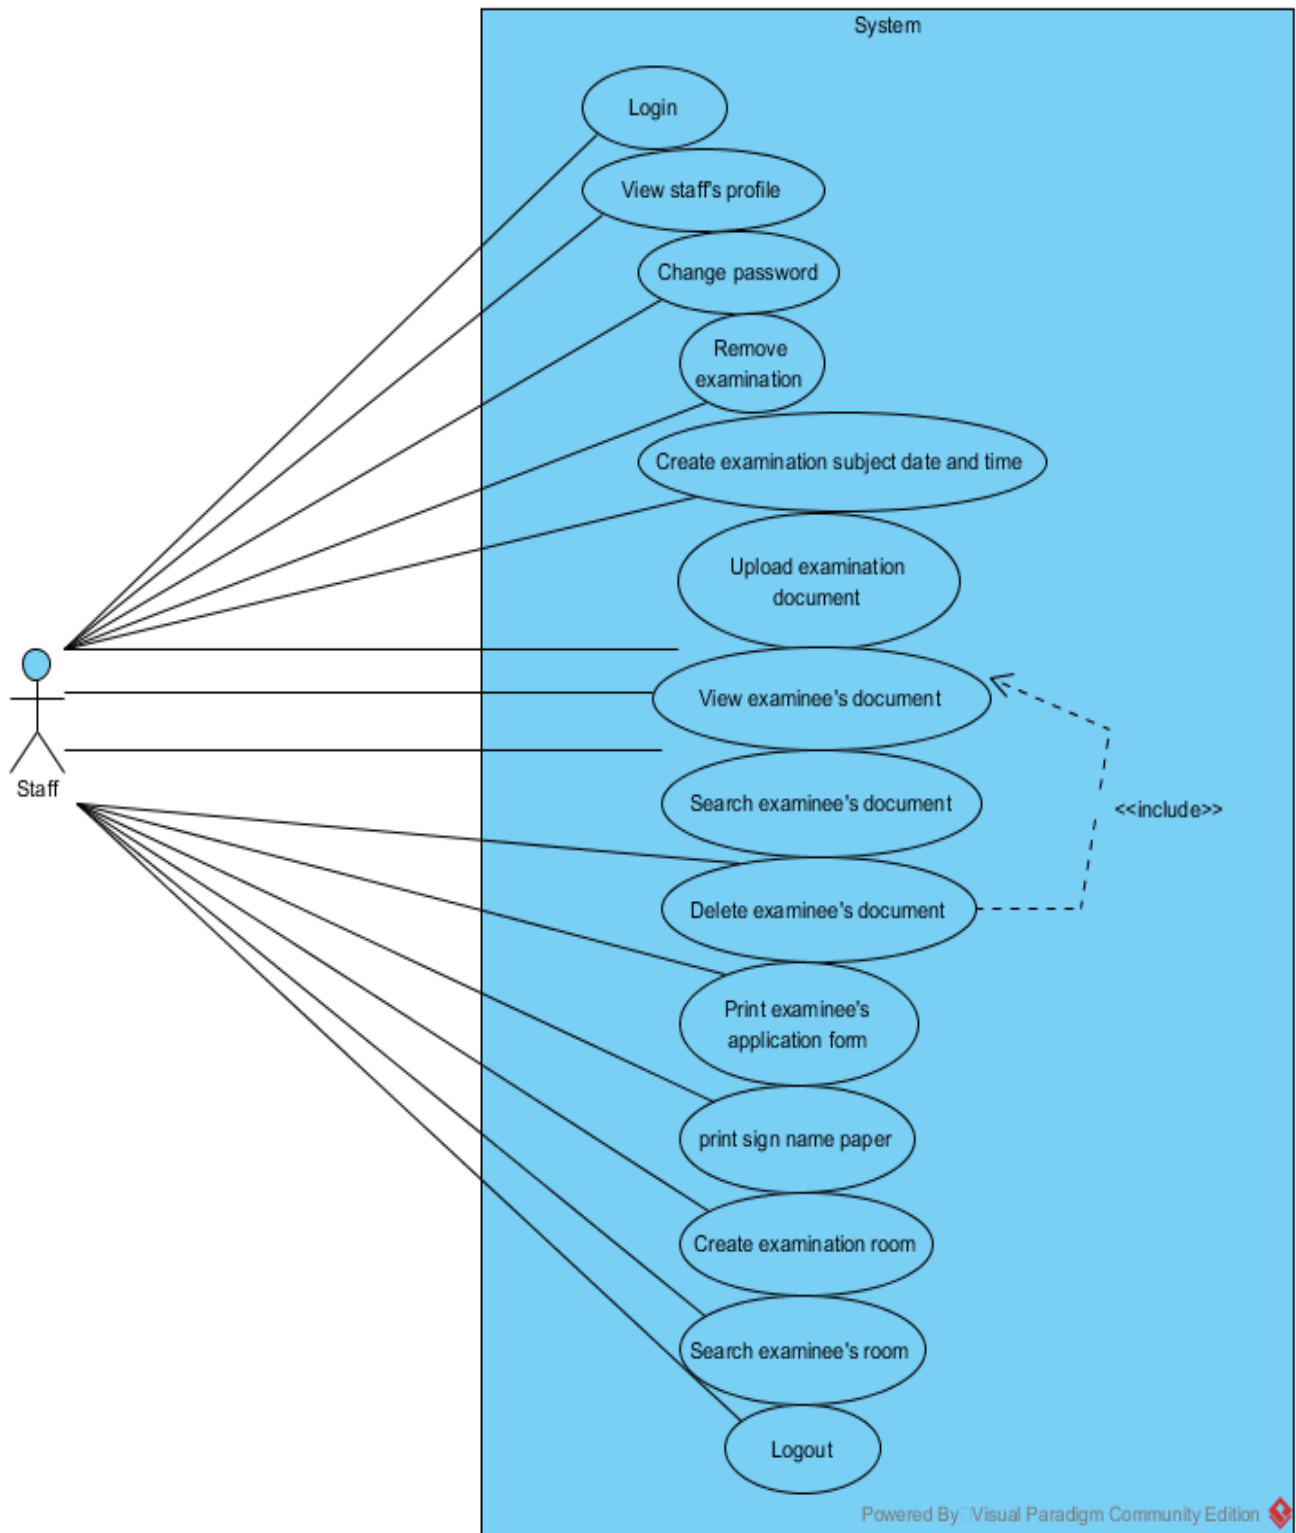 System
Login
View staff's profile
Change password
Remove
examination
Create examination subject date and time
Upload examination
document
View examinee's document
Staff
Search examinee's document
<<include>>
Delete examinee's document
Print examinee's
application form
print sign name paper
Create examination room
Search examinee's room
Logout
Powered By Visual Paradigm Community Edition